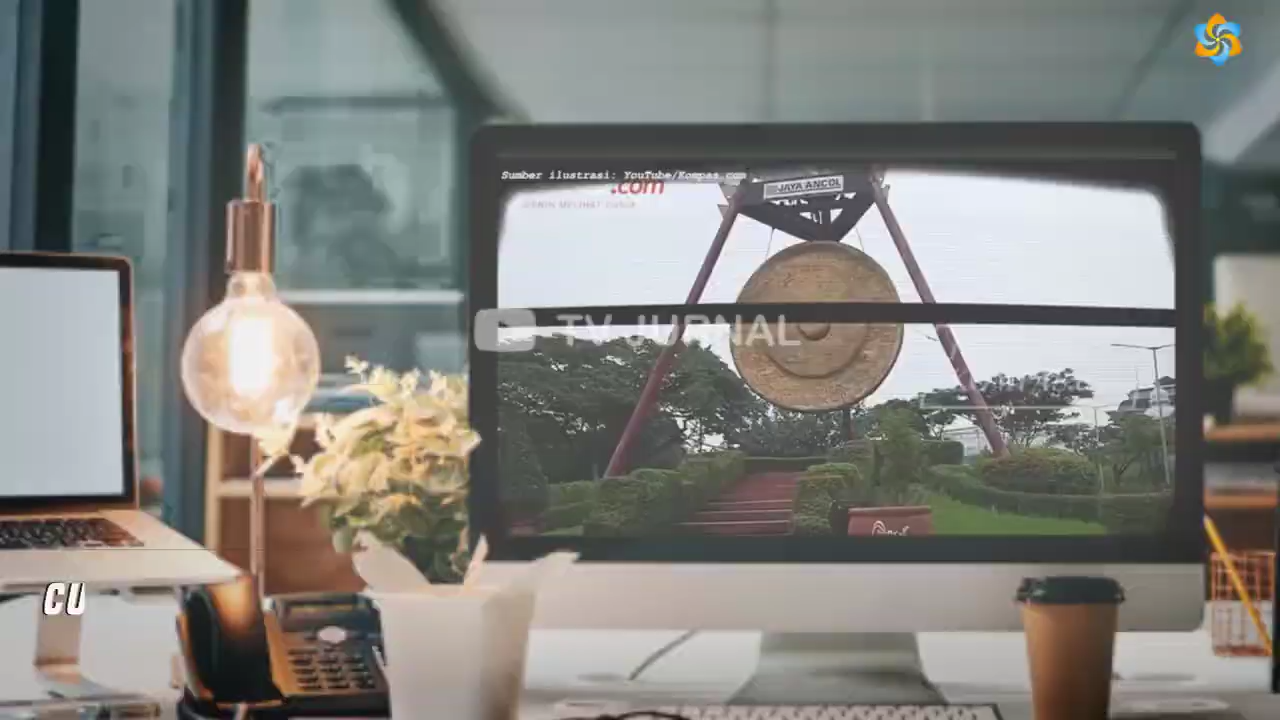 Sumber ilustrasi: YouTube/Kompas.com
.com
JAYA ANCOL
TV JURNAL
CU